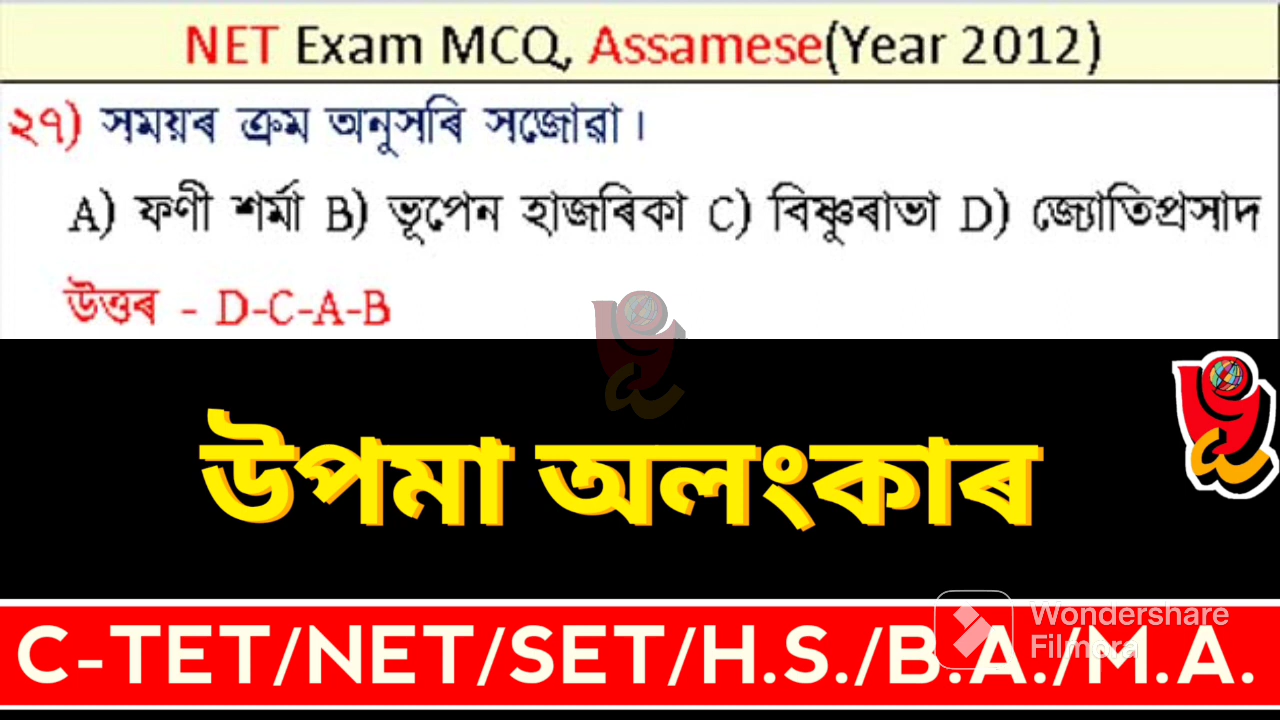 NET Exam MCQ, Assamese(Year 2012)
২৭) সময়ৰ ক্ৰম অনুসৰি সজোৱা।
A) ফণী শৰ্মা B) ভূপেন হাজৰিকা C) বিষ্ণুৰাভা D) জ্যোতিপ্ৰসাদ
উত্তৰ - D-C-A-B
উপমা অলংকাৰ
C-TET/NET/SET/H.S./B.A./M.A.
Wondershare
Filmora